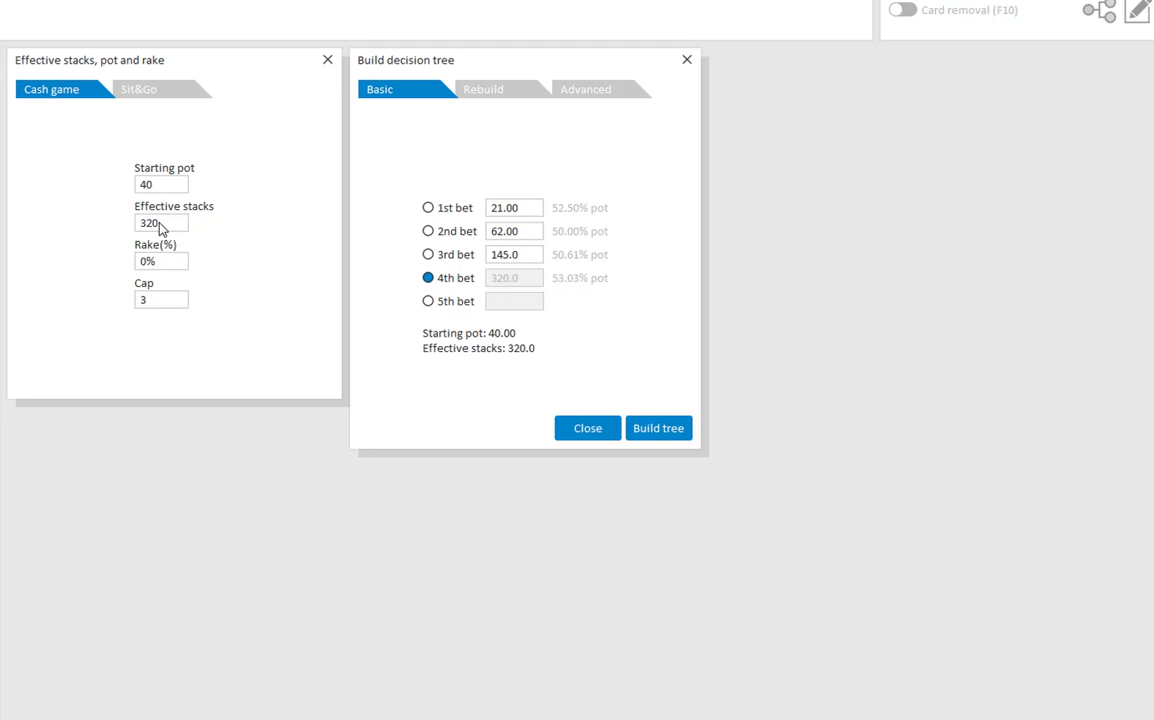 Card removal (F10)
Effective stacks, pot and rake
Cash game
Sit&Go
Starting pot
40
Effective stacks
320
Rake(%)
0%
Cap
3
Build decision tree
Basic
Rebuild
Advanced
1st bet 21.00 52.50% pot
2nd bet 62.00 50.00% pot
3rd bet 145.0 50.61% pot
4th bet 320.0 53.03% pot
5th bet
Starting pot: 40.00
Effective stacks: 320.0
Close
Build tree